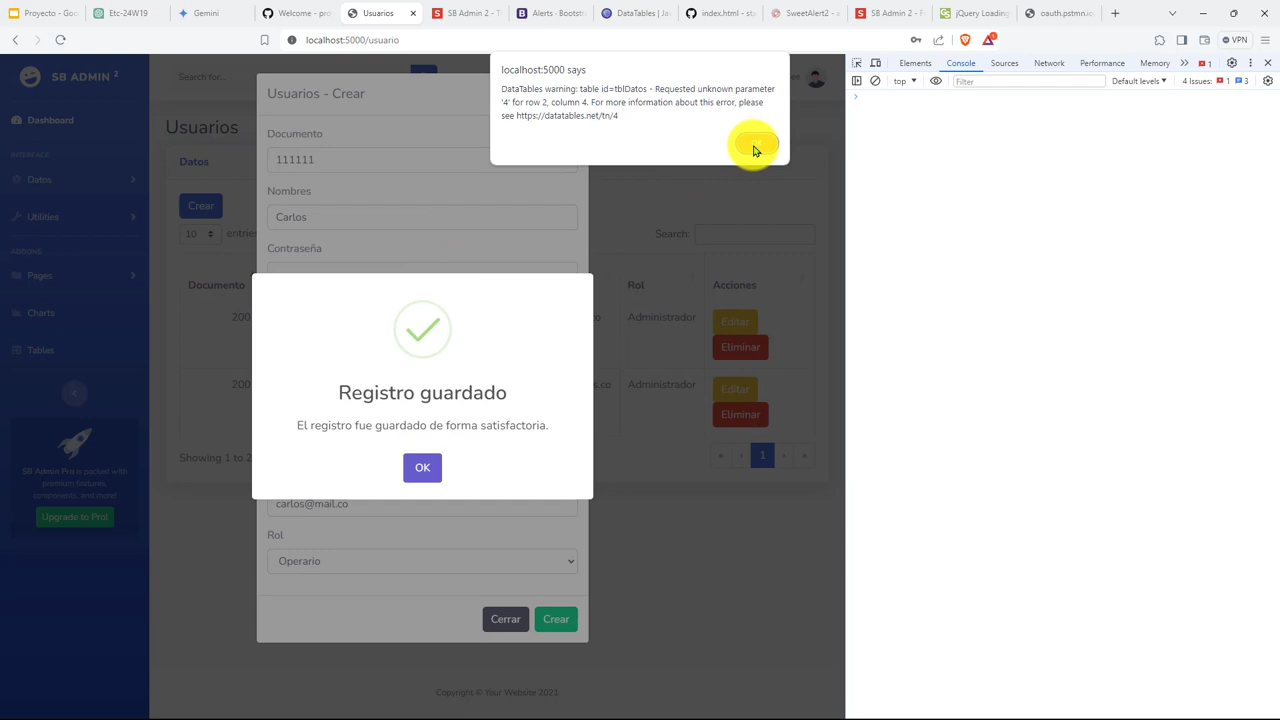 Proyecto - Goo
Etc-24W19
Gemini
Welcome - pro
Usuarios
SB Admin 2 - T
Alerts · Bootstr
DataTables | Ja
index.html - sta
SweetAlert2 - a
SB Admin 2 - F
jQuery Loading
oauth.pstmn.io
localhost:5000/usuario
VPN
SB ADMIN 2
Dashboard
INTERFACE
Datos
Utilities
ADDONS
Pages
Charts
Tables
SB Admin Pro is packed with
premium features,
components, and more!
Upgrade to Pro!
Search for...
Usuarios
Datos
Crear
10
entries
Search:
Documento
Rol
Acciones
200
co
Administrador
Editar
Eliminar
200
s.co
Administrador
Editar
Eliminar
Showing 1 to 2
«
‹
1
›
»
Copyright © Your Website 2021
Usuarios - Crear
Documento
111111
Nombres
Carlos
Contraseña
carlos@mail.co
Rol
Operario
Cerrar
Crear
Registro guardado
El registro fue guardado de forma satisfactoria.
OK
localhost:5000 says
DataTables warning: table id=tblDatos - Requested unknown parameter
'4' for row 2, column 4. For more information about this error, please
see https://datatables.net/tn/4
Elements
Console
Sources
Network
Performance
Memory
top
Filter
Default levels
4 Issues:
1
3